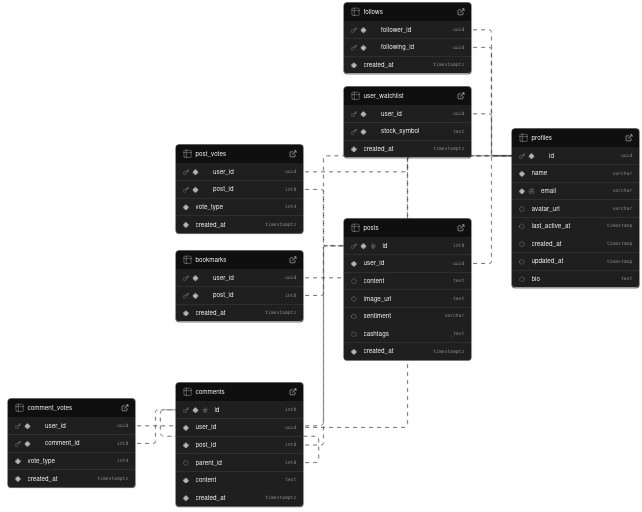 follows
follower_id uuid
following_id uuid
created_at timestamptz
user_watchlist
user_id uuid
stock_symbol text
created_at timestamptz
profiles
id uuid
name varchar
email varchar
avatar_url varchar
last_active_at timestamp
created_at timestamp
updated_at timestamp
bio text
post_votes
user_id uuid
post_id int8
vote_type int4
created_at timestamptz
posts
id int8
user_id uuid
content text
image_url text
sentiment varchar
cashtags text
created_at timestamptz
bookmarks
user_id uuid
post_id int8
created_at timestamptz
comments
id int8
user_id uuid
post_id int8
parent_id int8
content text
created_at timestamptz
comment_votes
user_id uuid
comment_id int8
vote_type int4
created_at timestamptz